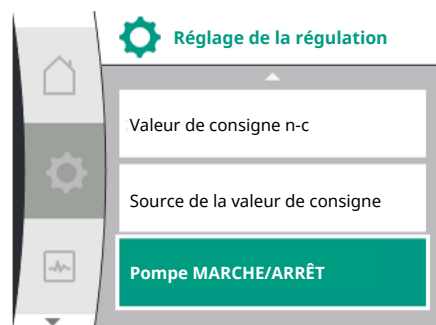 Réglage de la régulation
Valeur de consigne n-c
Source de la valeur de consigne
Pompe MARCHE/ARRÊT